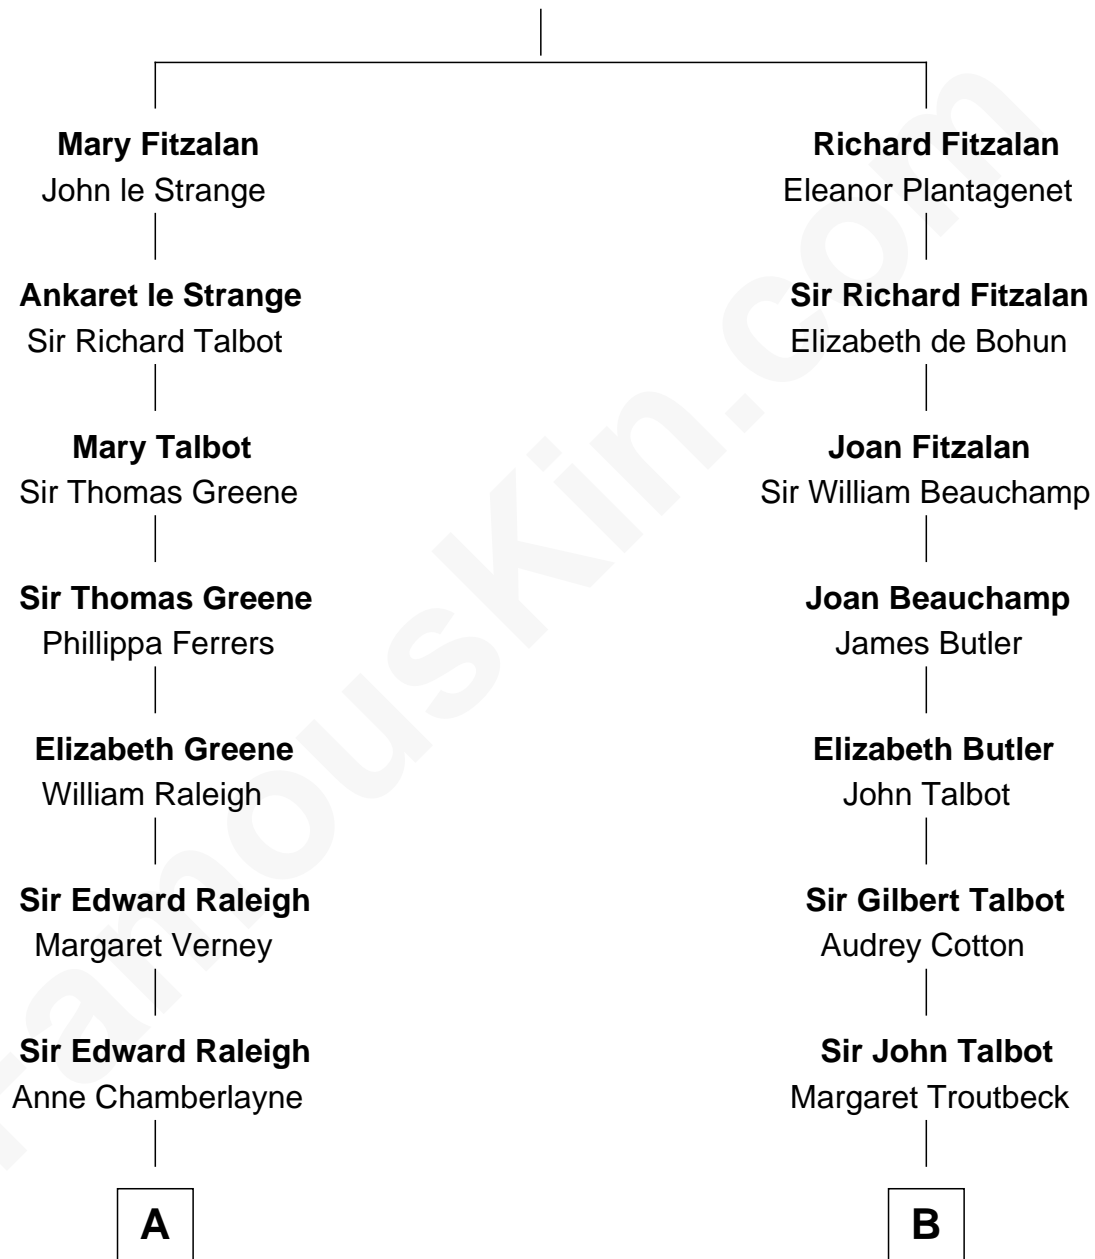 Mary Fitzalan
John le Strange
Ankaret le Strange
Sir Richard Talbot
Mary Talbot
Sir Thomas Greene
Sir Thomas Greene
Phillippa Ferrers
Elizabeth Greene
William Raleigh
Sir Edward Raleigh
Margaret Verney
Sir Edward Raleigh
Anne Chamberlayne
A
Richard Fitzalan
Eleanor Plantagenet
Sir Richard Fitzalan
Elizabeth de Bohun
Joan Fitzalan
Sir William Beauchamp
Joan Beauchamp
James Butler
Elizabeth Butler
John Talbot
Sir Gilbert Talbot
Audrey Cotton
Sir John Talbot
Margaret Troutbeck
B
FamousKin.com